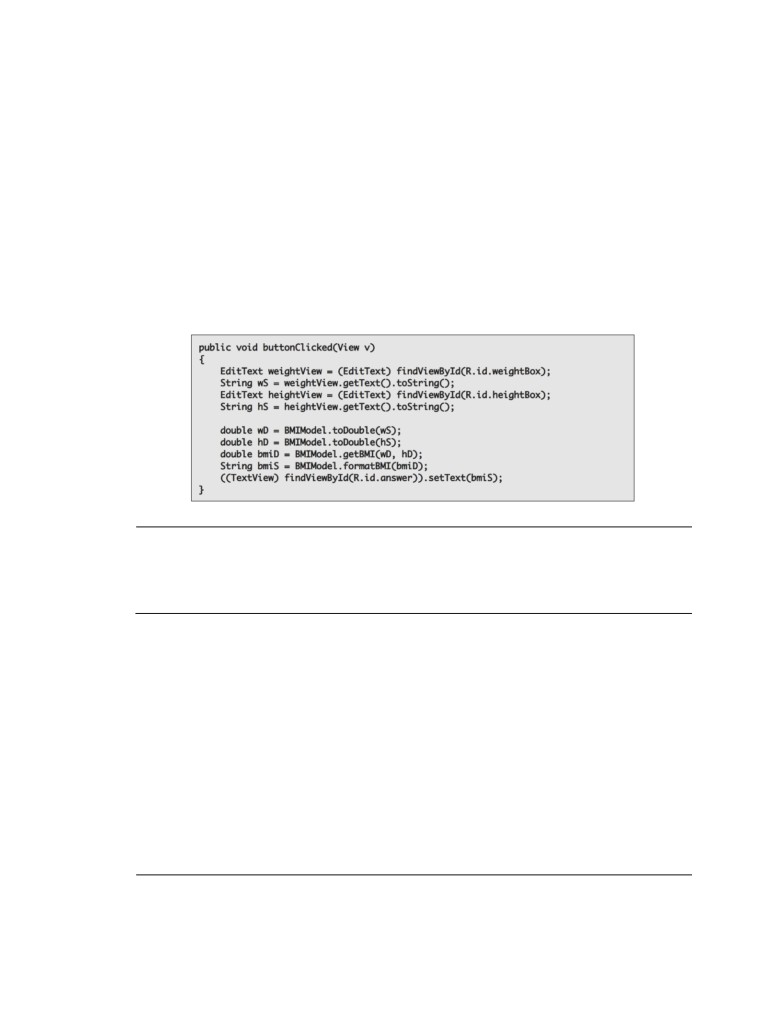 public void buttonClicked(View v)
{
    EditText weightView = (EditText) findViewById(R.id.weightBox);
    String wS = weightView.getText().toString();
    EditText heightView = (EditText) findViewById(R.id.heightBox);
    String hS = heightView.getText().toString();

    double wD = BMIModel.toDouble(wS);
    double hD = BMIModel.toDouble(hS);
    double bmiD = BMIModel.getBMI(wD, hD);
    String bmiS = BMIModel.formatBMI(bmiD);
    ((TextView) findViewById(R.id.answer)).setText(bmiS);
}